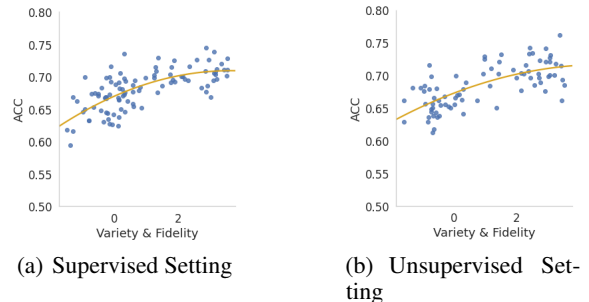 0.80
0.75
0.70
0.65
0.60
0.55
0.50
ACC
0 2
Variety & Fidelity
(a) Supervised Setting
0.80
0.75
0.70
0.65
0.60
0.55
0.50
ACC
0 2
Variety & Fidelity
(b) Unsupervised Set-
ting